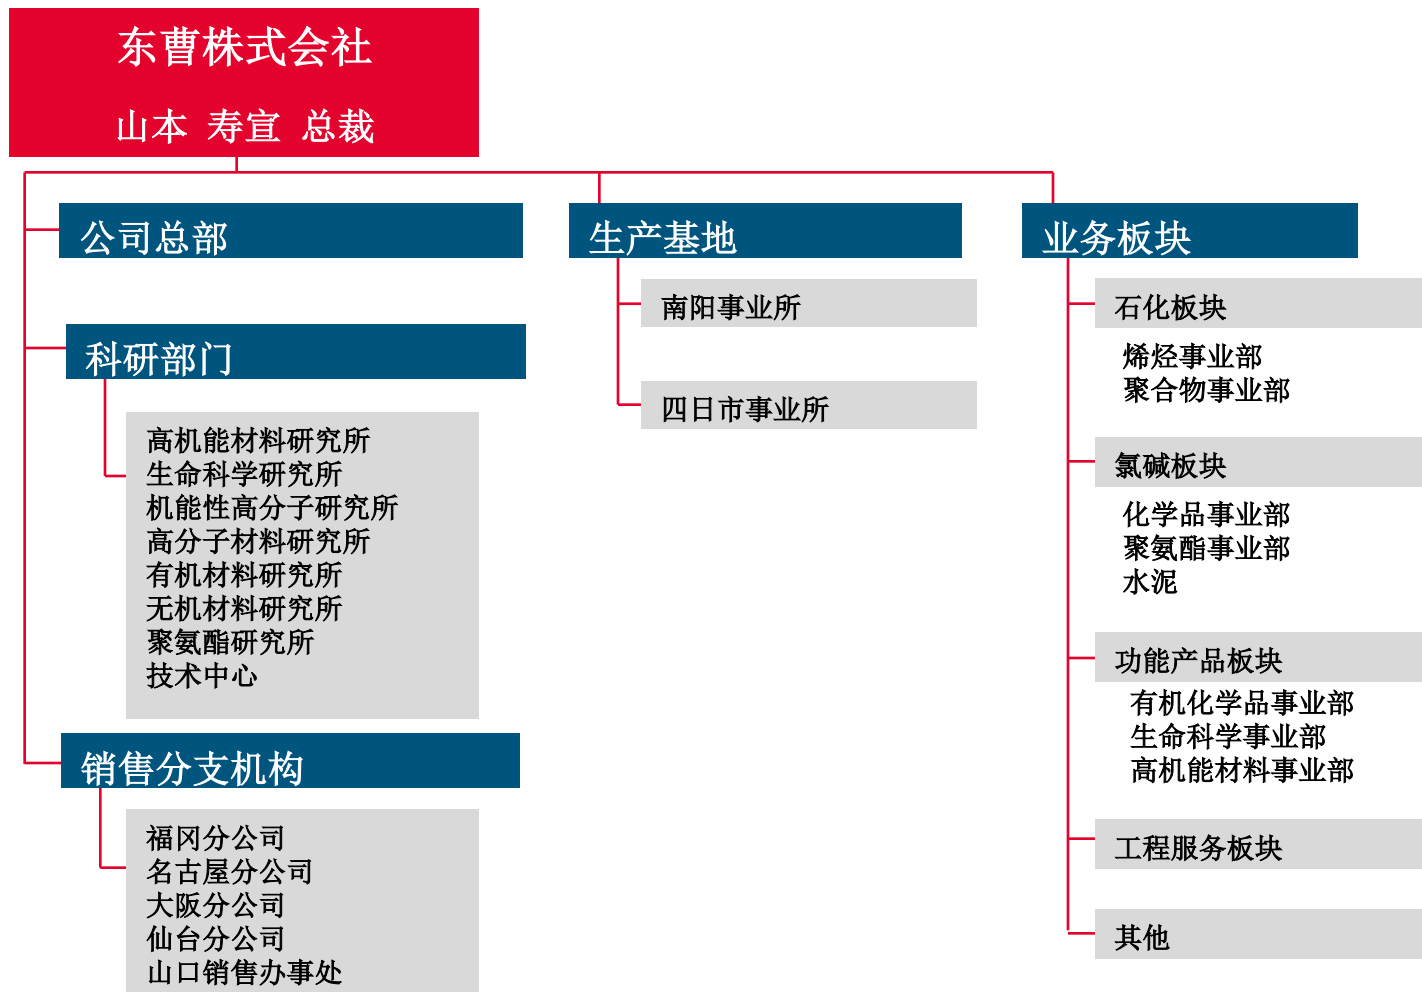 东曹株式会社
山本 寿宣 总裁
公司总部
科研部门
高机能材料研究所
生命科学研究所
机能性高分子研究所
高分子材料研究所
有机材料研究所
无机材料研究所
聚氨酯研究所
技术中心
销售分支机构
福冈分公司
名古屋分公司
大阪分公司
仙台分公司
山口销售办事处
生产基地
南阳事业所
四日市事业所
业务板块
石化板块
烯烃事业部
聚合物事业部
氯碱板块
化学品事业部
聚氨酯事业部
水泥
功能产品板块
有机化学品事业部
生命科学事业部
高机能材料事业部
工程服务板块
其他